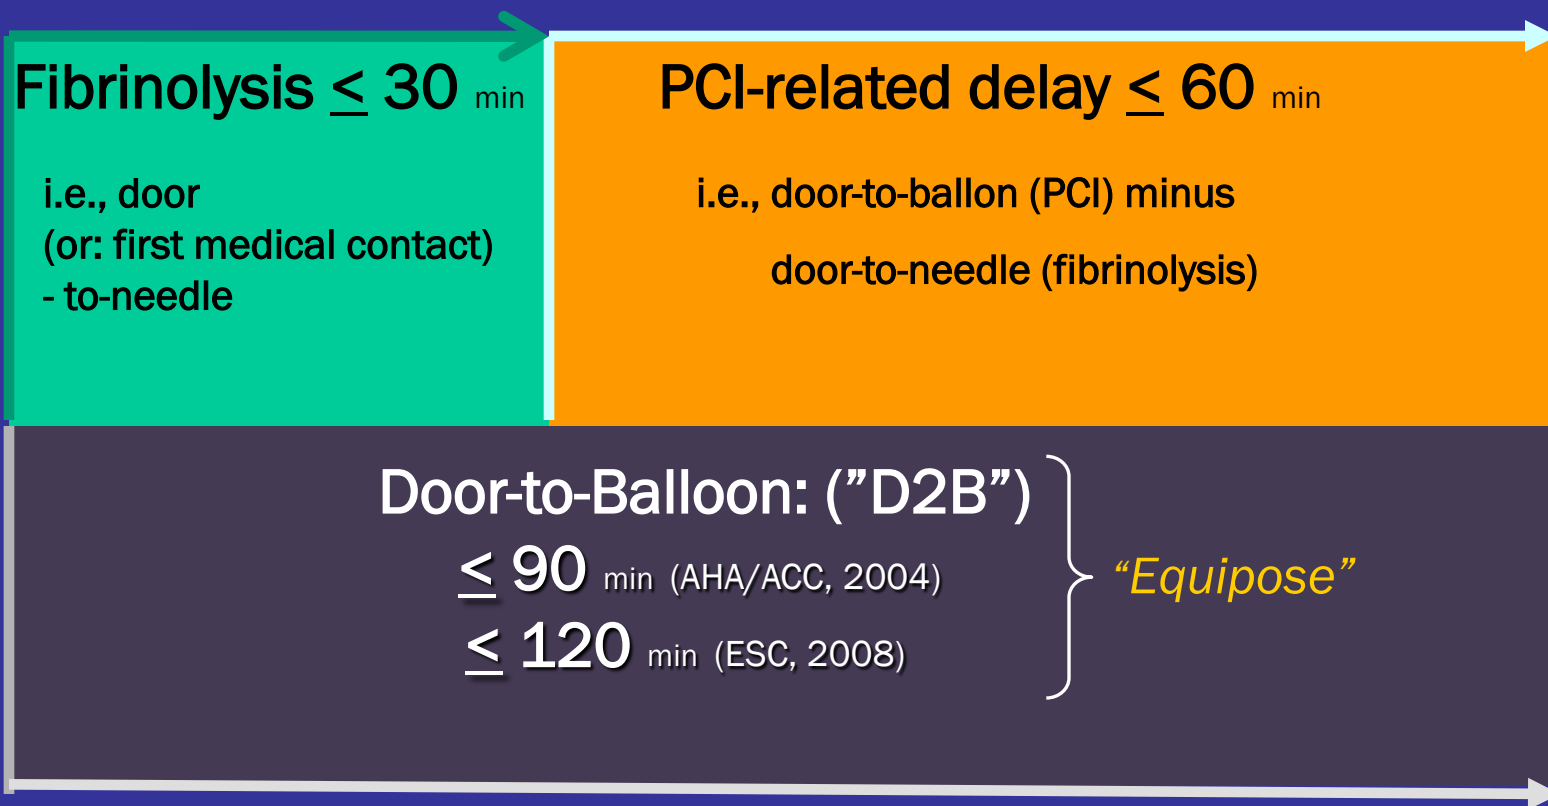 Fibrinolysis ≤ 30 min
i.e., door
(or: first medical contact)
- to-needle
PCI-related delay ≤ 60 min
i.e., door-to-ballon (PCI) minus
door-to-needle (fibrinolysis)
Door-to-Balloon: (”D2B”)
≤ 90 min (AHA/ACC, 2004)
≤ 120 min (ESC, 2008)
“Equipose”